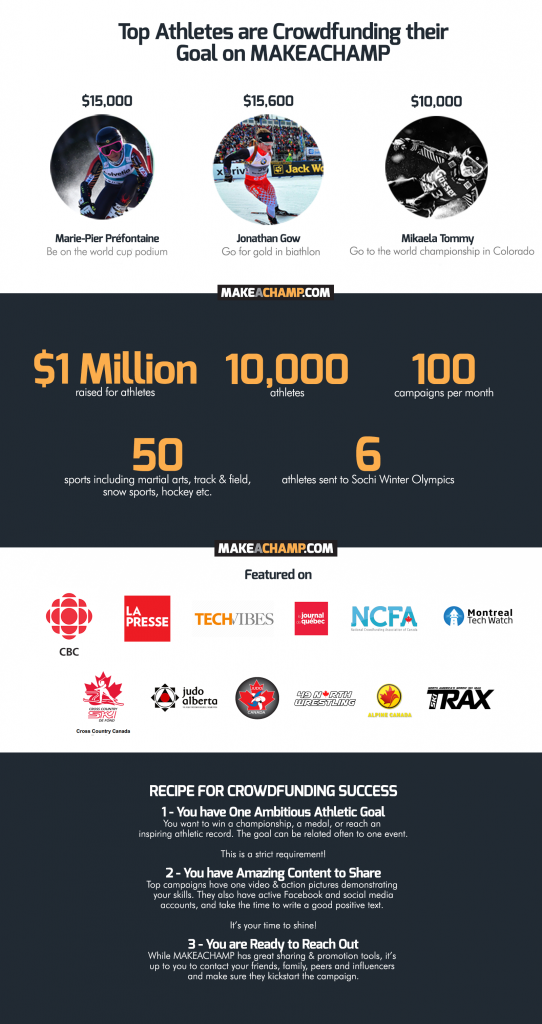 Top Athletes are Crowdfunding their
Goal on MAKEACHAMP
$15,000
$15,600
$10,000
helvetia
xpriv
Jack Wo
Marie-Pier Préfontaine
Be on the world cup podium
Jonathan Gow
Go for gold in biathlon
Mikaela Tommy
Go to the world championship in Colorado
MAKEACHAMP.COM
$1 Million
raised for athletes
10,000
athletes
100
campaigns per month
50
sports including martial arts, track & field,
snow sports, hockey etc.
6
athletes sent to Sochi Winter Olympics
MAKEACHAMP.COM
Featured on
CBC
LA
PRESSE
TECHVIBES
le journal
de québec
NCFA
National Crowdfunding Association of Canada
Montreal
Tech Watch
CROSS COUNTRY
SKI
DE FOND
Cross Country Canada
judo
alberta
JUDO
CANADA
49 NORTH
WRESTLING
ALPINE CANADA
SKI
TRAX
RECIPE FOR CROWDFUNDING SUCCESS
1 - You have One Ambitious Athletic Goal
You want to win a championship, a medal, or reach an
inspiring athletic record. The goal can be related often to one event.
This is a strict requirement!
2 - You have Amazing Content to Share
Top campaigns have one video & action pictures demonstrating
your skills. They also have active Facebook and social media
accounts, and take the time to write a good positive text.
It's your time to shine!
3 - You are Ready to Reach Out
While MAKEACHAMP has great sharing & promotion tools, it's
up to you to contact your friends, family, peers and influencers
and make sure they kickstart the campaign.